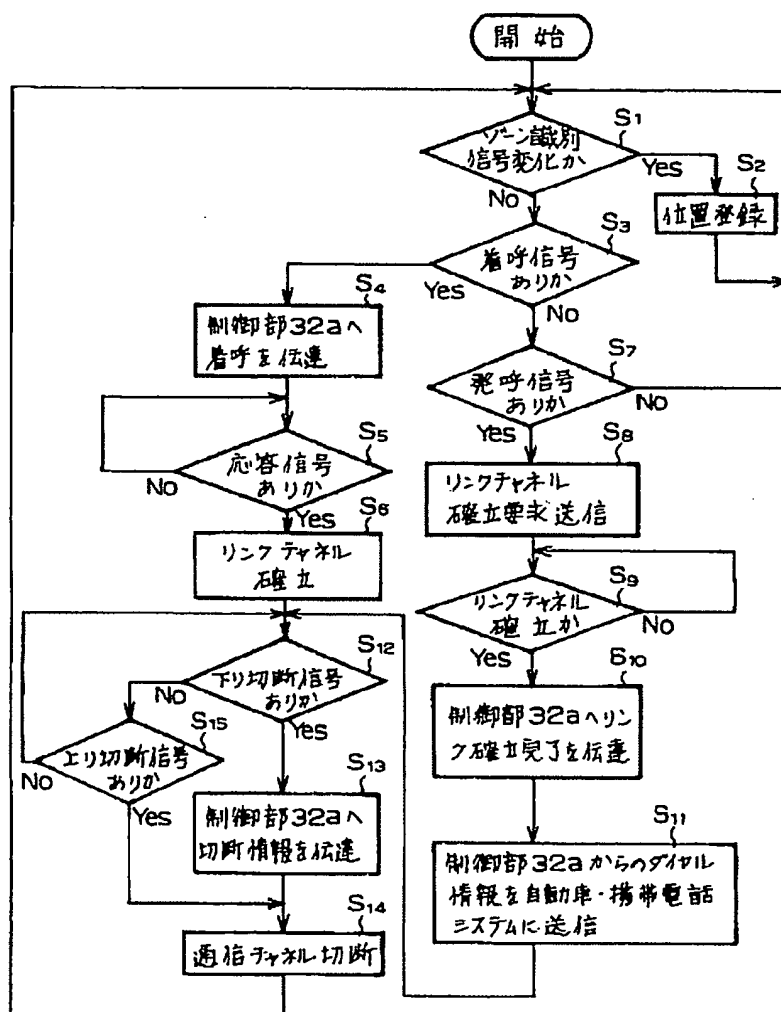 開始
S1
ゾーン識別
信号変化か
Yes
No
S2
位置登録
S3
着呼信号
ありか
Yes
No
S4
制御部32aへ
着呼を伝達
S7
発呼信号
ありか
No
Yes
S5
応答信号
ありか
No
Yes
S8
リンクチャネル
確立要求送信
S6
リンクチャネル
確立
S9
リンクチャネル
確立か
No
Yes
S12
下り切断信号
ありか
No
Yes
S10
制御部32aへリン
ク確立完了を伝達
S15
上り切断信号
ありか
No
Yes
S13
制御部32aへ
切断情報を伝達
S11
制御部32aからのダイヤル
情報を自動車・携帯電話
システムに送信
S14
通信チャネル切断